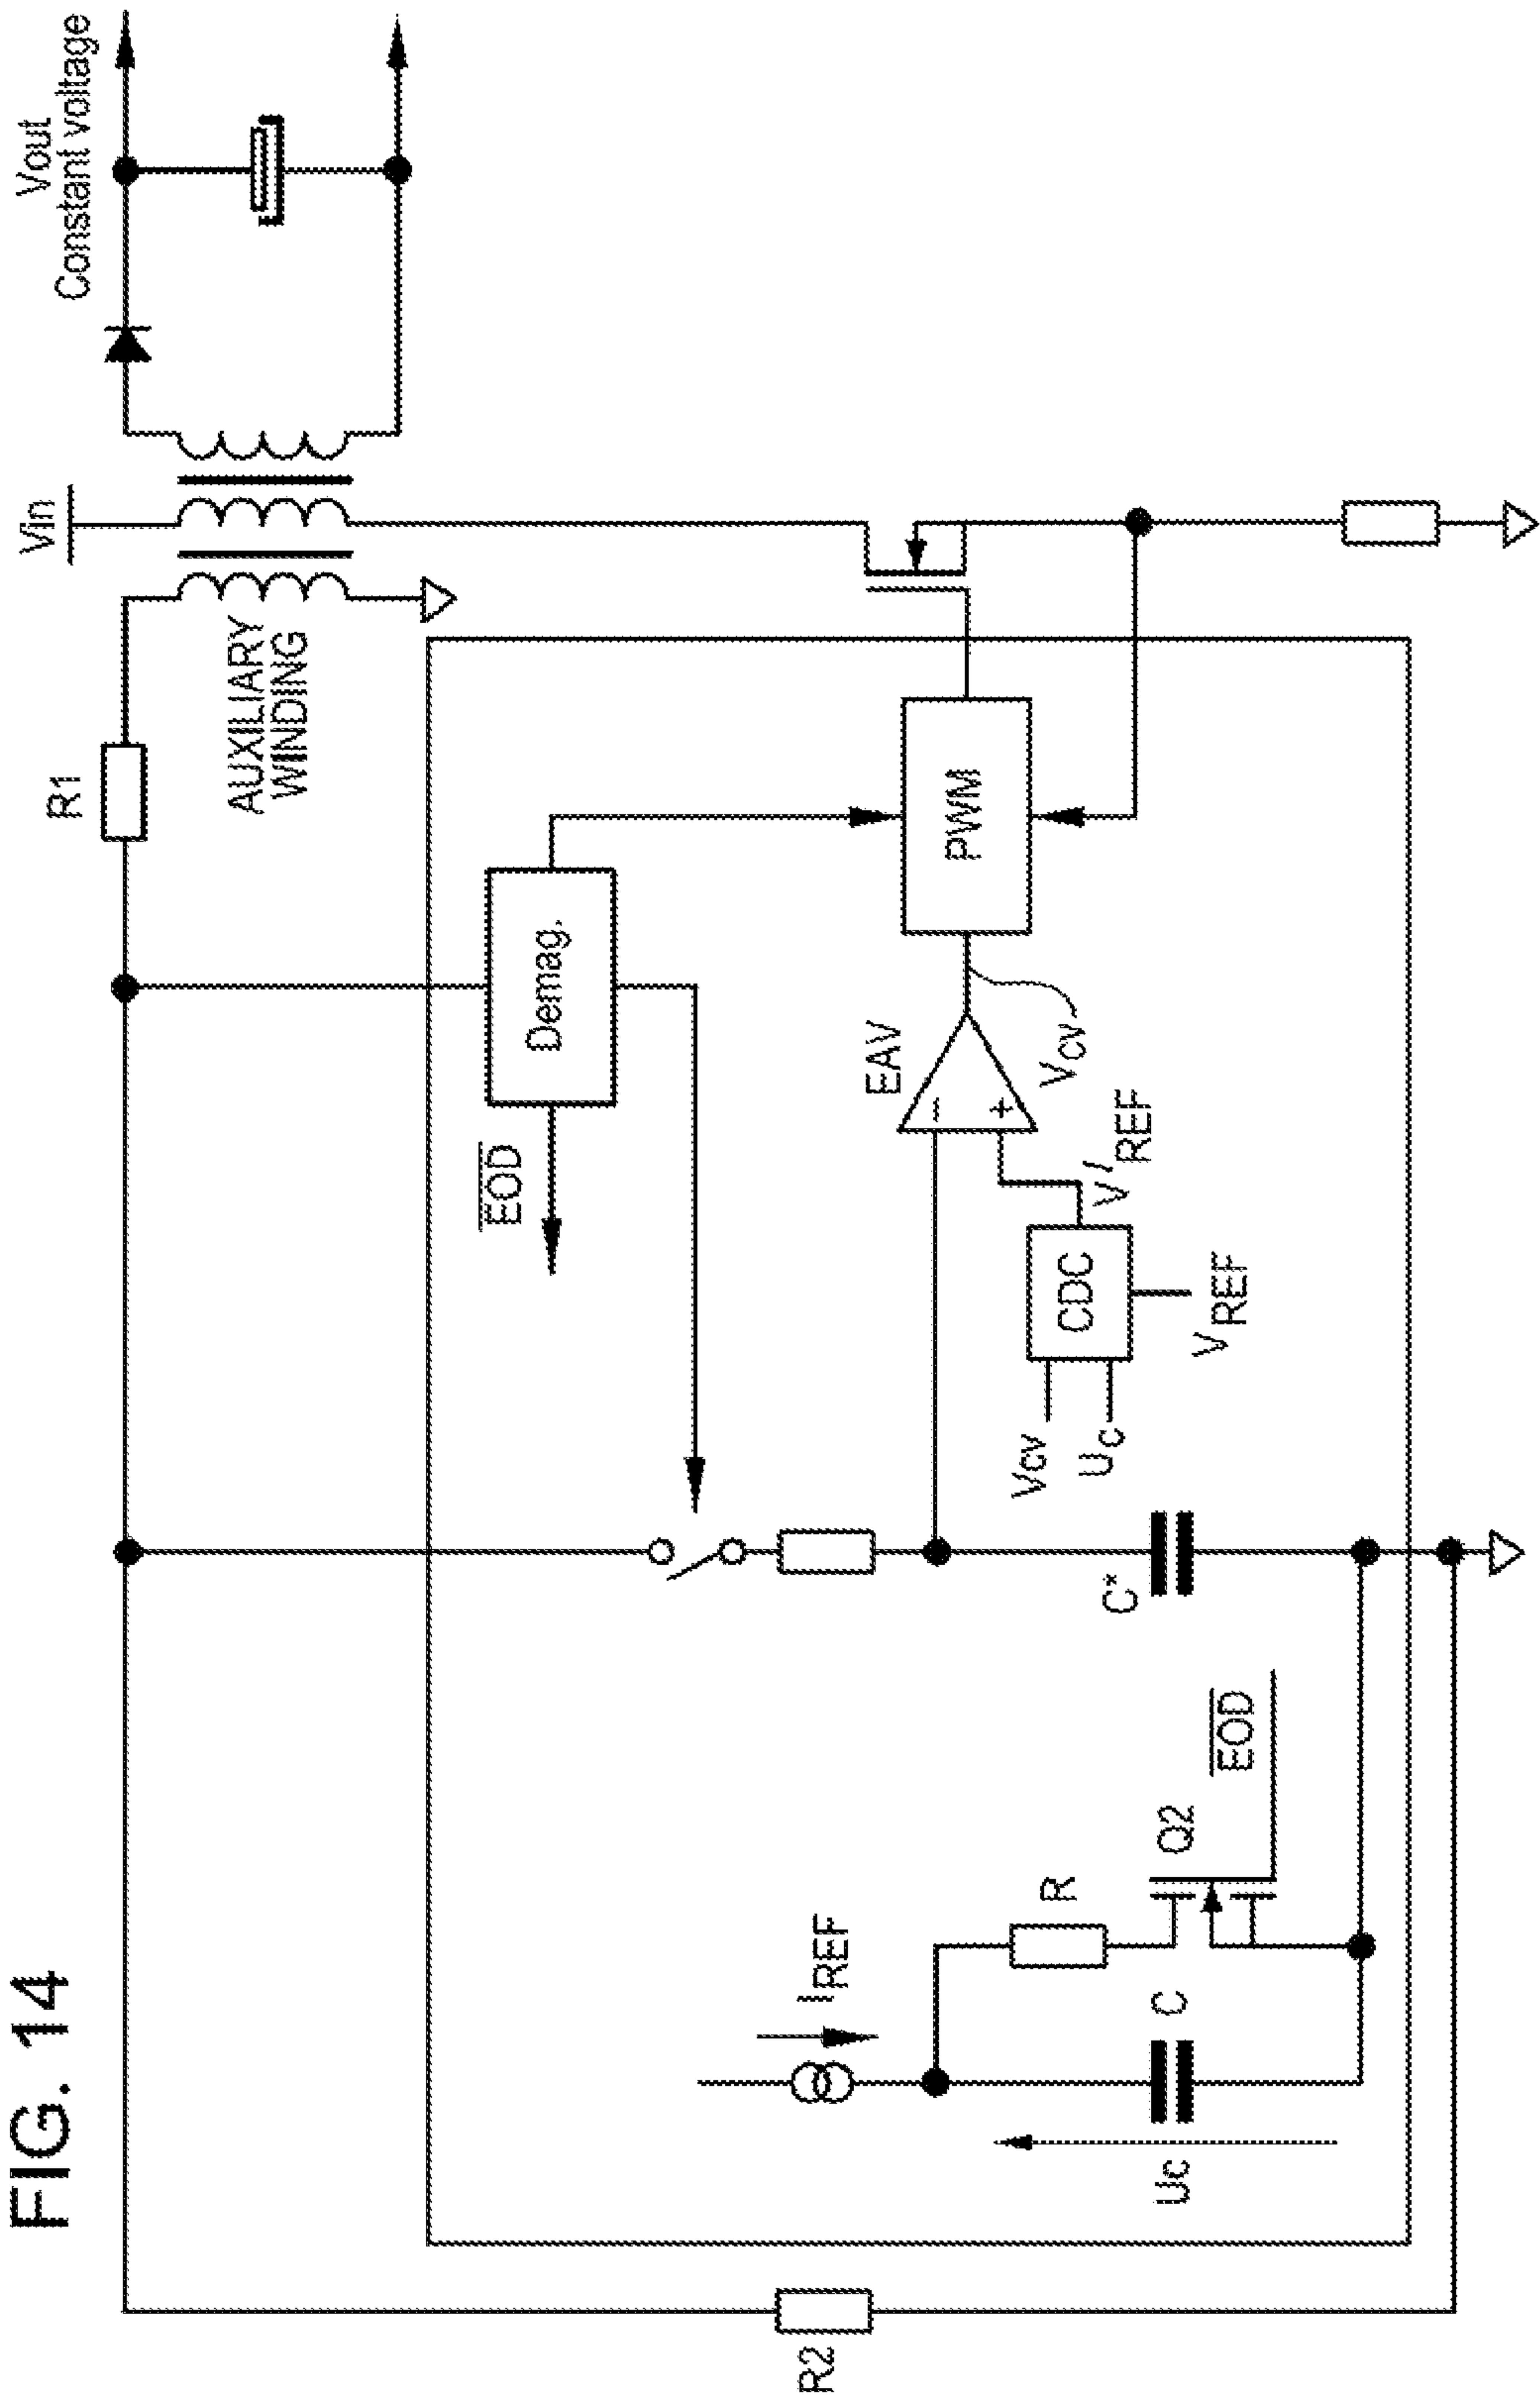 FIG. 14
Vout
Constant voltage
Vin
R1
AUXILIARY
WINDING
Demag.
EOD
PWM
EAV
−
+
VCV
V'REF
CDC
VREF
Vcv
UC
C*
EOD
Q2
R
IREF
C
Uc
R2